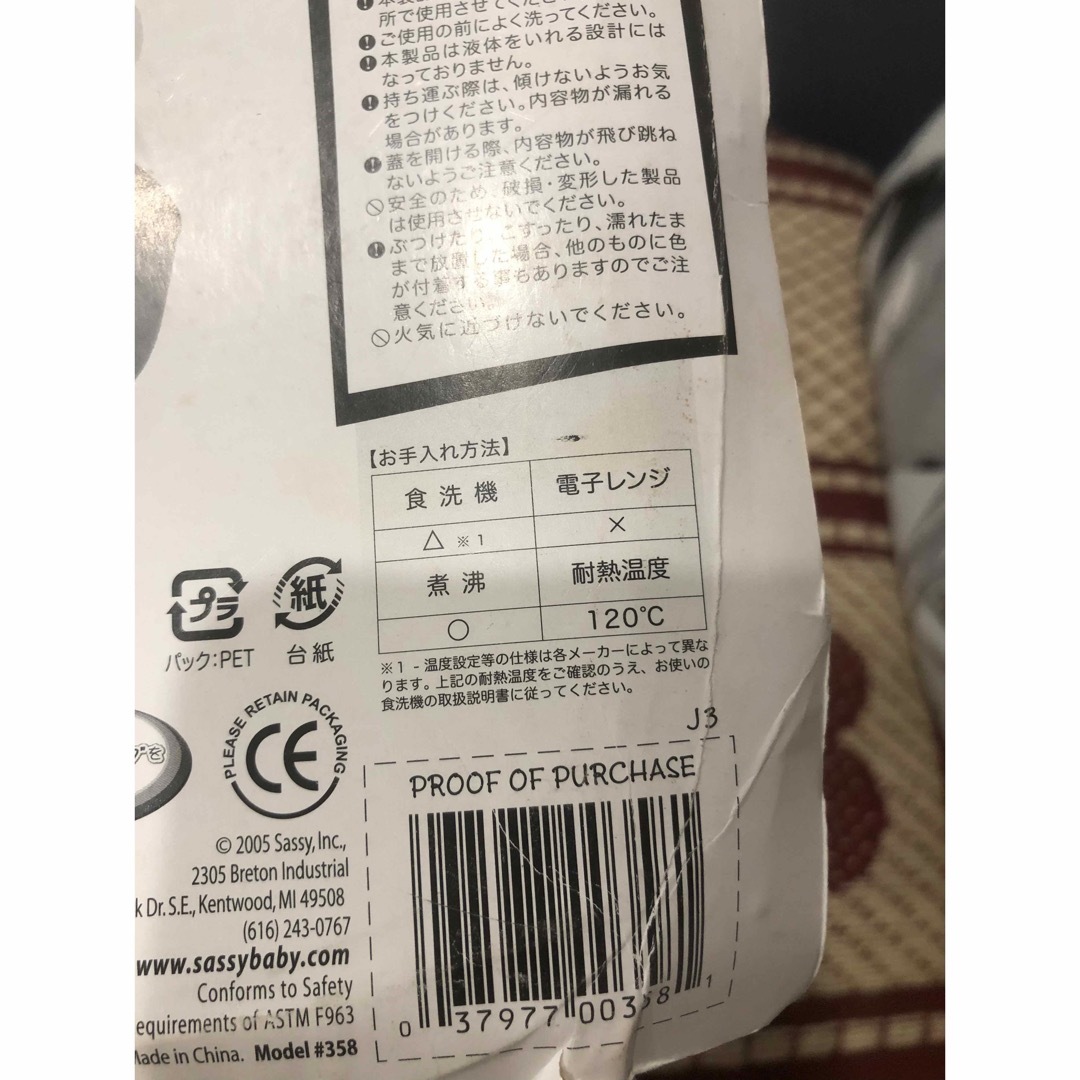 所で使用させてください。
ご使用の前によく洗ってください。
本製品は液体をいれる設計には
なっておりません。
持ち運ぶ際は、傾けないようお気
をつけください。内容物が漏れる
場合があります。
蓋を開ける際、内容物が飛び跳ね
ないようご注意ください。
安全のため、破損・変形した製品
は使用させないでください。
ぶつけたり、こすったり、濡れたま
まで放置した場合、他のものに色
が付着する事もありますのでご注
意ください。
火気に近づけないでください。
【お手入れ方法】
食洗機 電子レンジ
△ ※1 ×
煮沸 耐熱温度
○ 120℃
※1 - 温度設定等の仕様は各メーカーによって異な
ります。上記の耐熱温度をご確認のうえ、お使いの
食洗機の取扱説明書に従ってください。
プラ 紙
パック:PET 台紙
PLEASE RETAIN PACKAGING
CE
J3
PROOF OF PURCHASE
© 2005 Sassy, Inc.,
2305 Breton Industrial
k Dr. S.E., Kentwood, MI 49508
(616) 243-0767
www.sassybaby.com
Conforms to Safety
equirements of ASTM F963
Made in China. Model #358
0 37977 00358 1